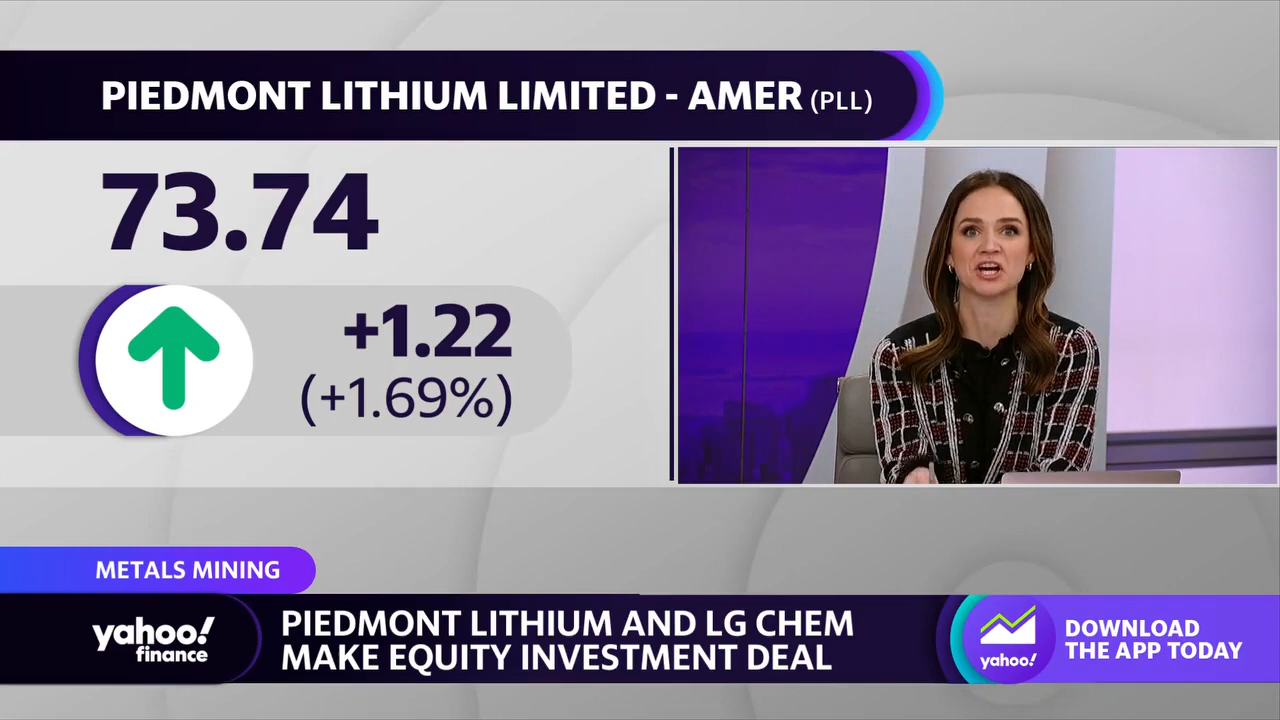 PIEDMONT LITHIUM LIMITED - AMER (PLL)
73.74
+1.22
(+1.69%)
METALS MINING
yahoo!
finance
PIEDMONT LITHIUM AND LG CHEM
MAKE EQUITY INVESTMENT DEAL
yahoo!
DOWNLOAD
THE APP TODAY